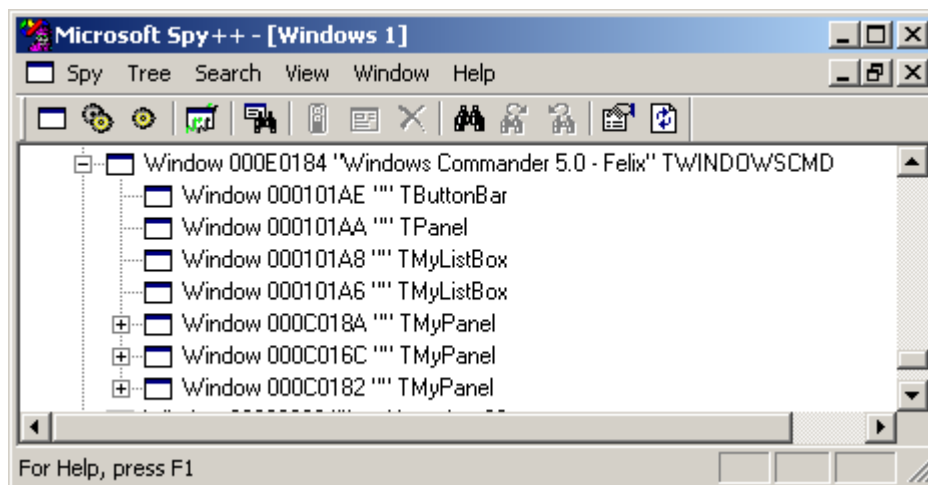 Microsoft Spy++ - [Windows 1]
Spy Tree Search View Window Help
Window 000E0184 "Windows Commander 5.0 - Felix" TWINDOWSCMD
Window 000101AE "" TButtonBar
Window 000101AA "" TPanel
Window 000101A8 "" TMyListBox
Window 000101A6 "" TMyListBox
Window 000C018A "" TMyPanel
Window 000C016C "" TMyPanel
Window 000C0182 "" TMyPanel
For Help, press F1